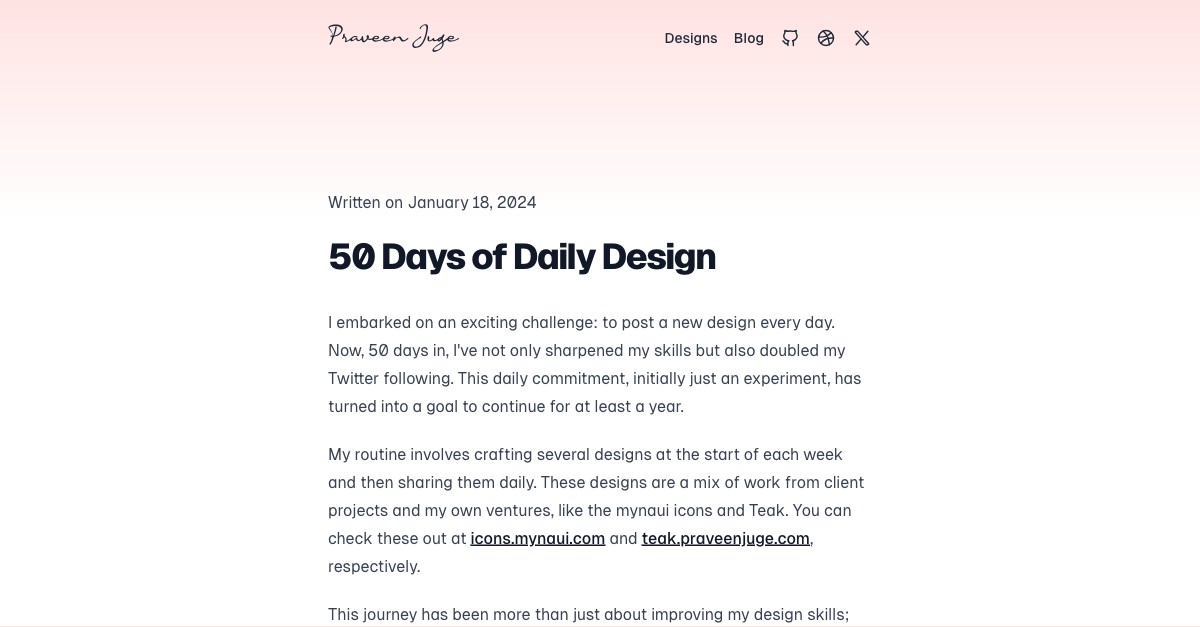 Praveen Juge
Designs Blog
Written on January 18, 2024
50 Days of Daily Design
I embarked on an exciting challenge: to post a new design every day.
Now, 50 days in, I've not only sharpened my skills but also doubled my
Twitter following. This daily commitment, initially just an experiment, has
turned into a goal to continue for at least a year.
My routine involves crafting several designs at the start of each week
and then sharing them daily. These designs are a mix of work from client
projects and my own ventures, like the mynaui icons and Teak. You can
check these out at icons.mynaui.com and teak.praveenjuge.com,
respectively.
This journey has been more than just about improving my design skills;